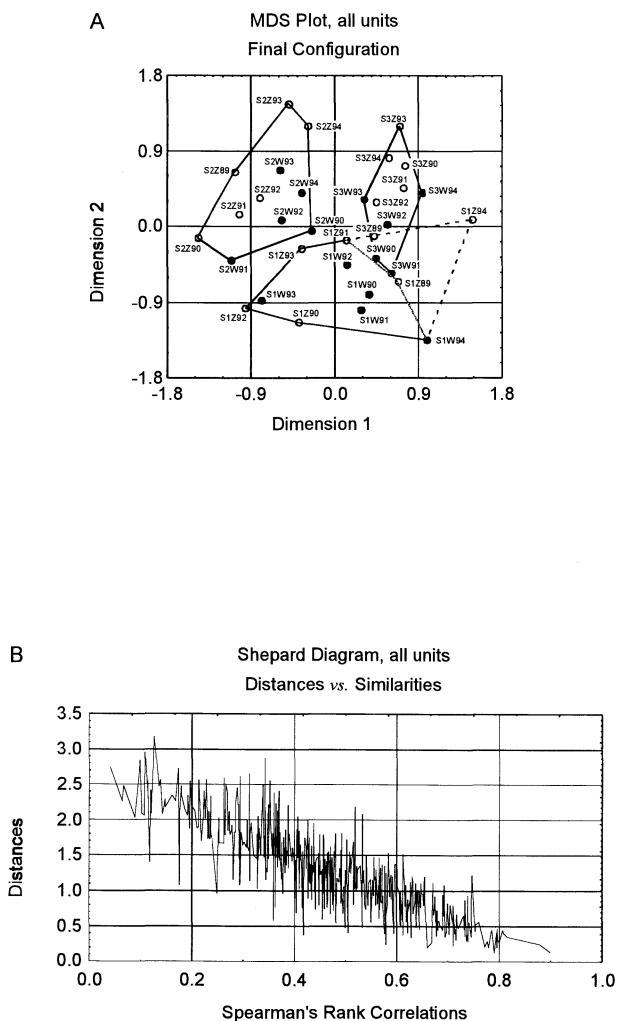 A
MDS Plot, all units
Final Configuration
1.8
S2Z93
S2Z94
S3Z93
0.9
S2Z89
S2W93
S3Z94
S3Z90
S2Z92
S2W94
S3Z91
S3W93
S3W94
S2Z91
S3Z92
S2W92
S2W90
S3W92
S1Z94
0.0
S2Z90
S1Z91
S3Z89
S2W91
S1Z93
S1W92
S3W90
S3W91
S1W93
S1W90
S1Z89
-0.9
S1Z92
S1Z90
S1W91
S1W94
-1.8
-1.8 -0.9 0.0 0.9 1.8
Dimension 2
Dimension 1
B
Shepard Diagram, all units
Distances vs. Similarities
3.5
3.0
2.5
2.0
1.5
1.0
0.5
0.0
0.0 0.2 0.4 0.6 0.8 1.0
Distances
Spearman's Rank Correlations